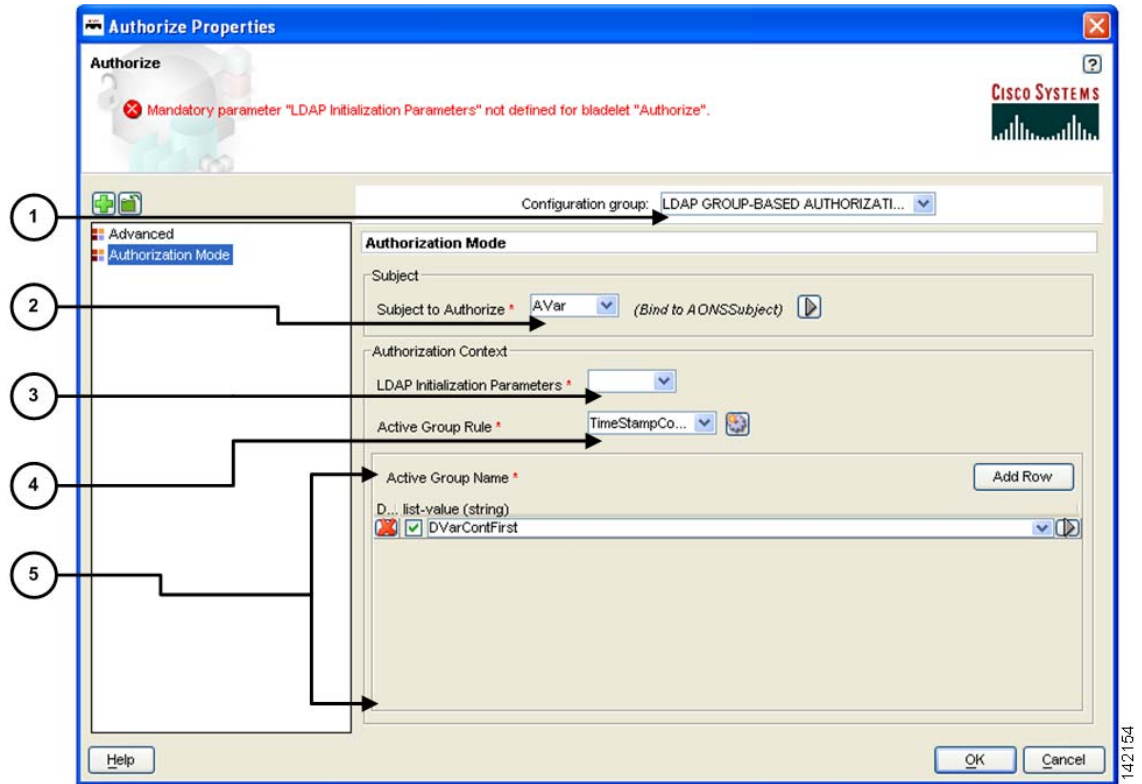 Authorize Properties
Authorize
Mandatory parameter "LDAP Initialization Parameters" not defined for bladelet "Authorize".
CISCO SYSTEMS
1
Configuration group: LDAP GROUP-BASED AUTHORIZATI...
Advanced
Authorization Mode
Authorization Mode
Subject
2
Subject to Authorize * AVar (Bind to AONSSubject)
Authorization Context
3
LDAP Initialization Parameters *
Active Group Rule * TimeStampCo...
4
Active Group Name * Add Row
D... list-value (string)
DVarContFirst
5
Help OK Cancel
142154